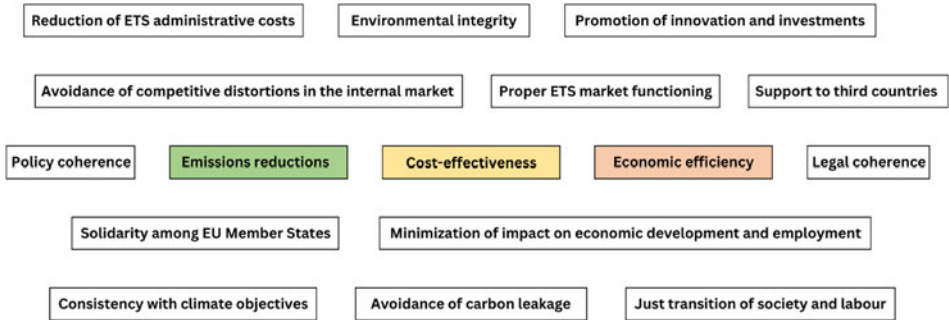 Reduction of ETS administrative costs
Environmental integrity
Promotion of innovation and investments
Avoidance of competitive distortions in the internal market
Proper ETS market functioning
Support to third countries
Policy coherence
Emissions reductions
Cost-effectiveness
Economic efficiency
Legal coherence
Solidarity among EU Member States
Minimization of impact on economic development and employment
Consistency with climate objectives
Avoidance of carbon leakage
Just transition of society and labour